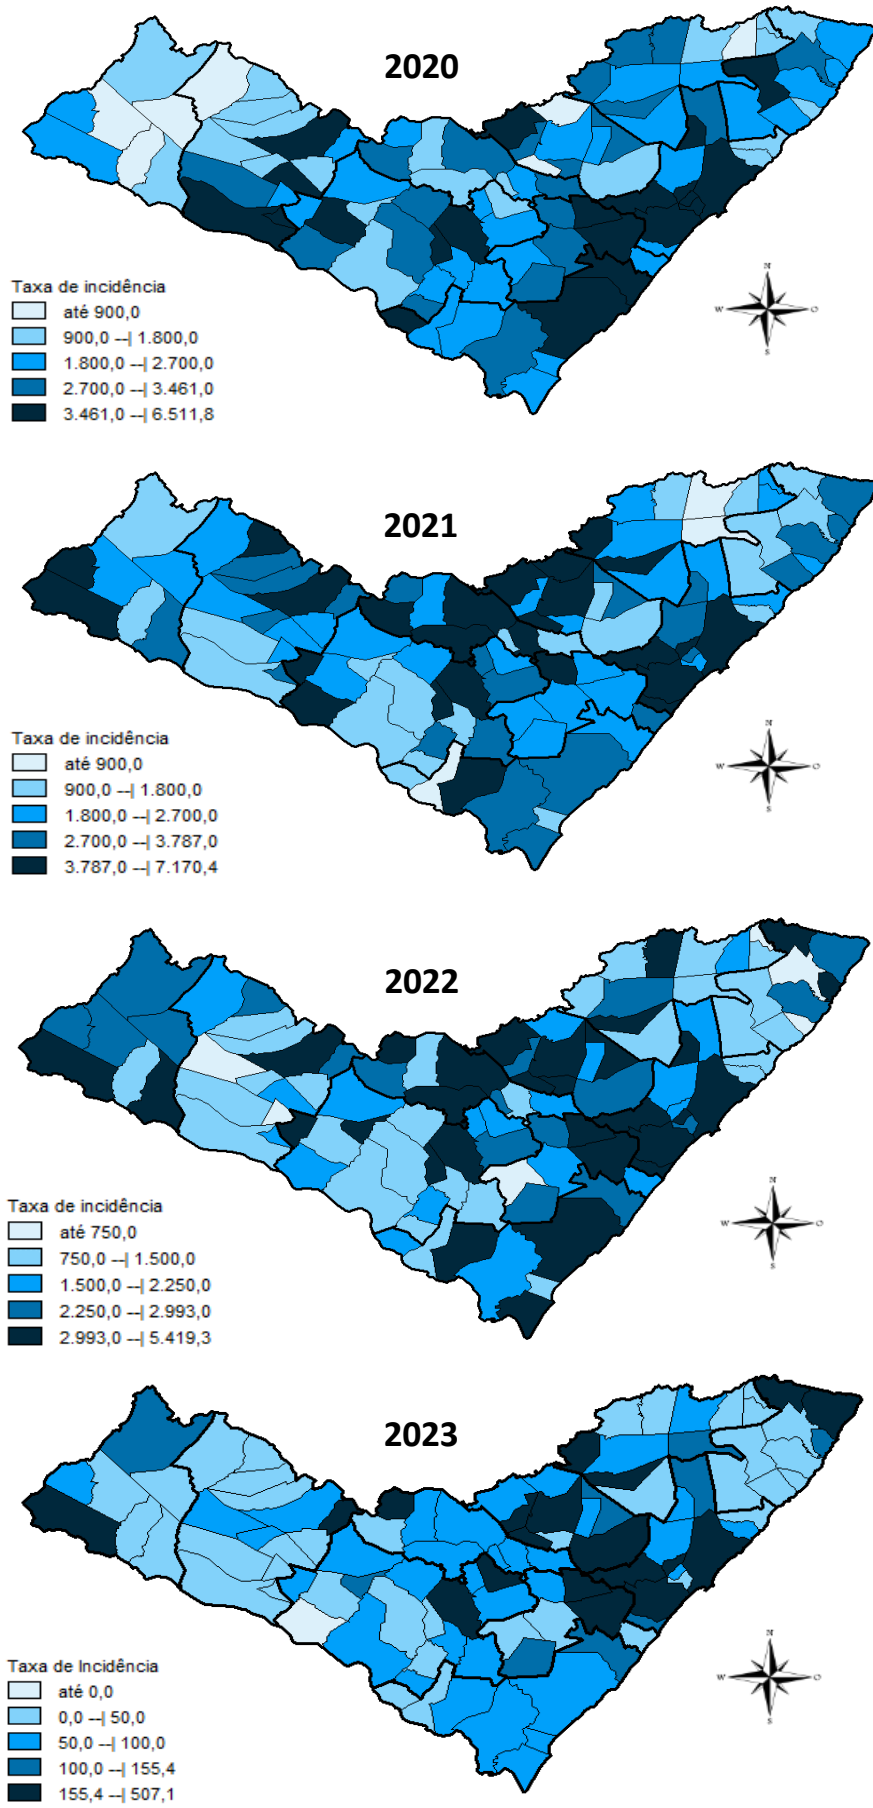 2020
Taxa de incidência
até 900,0
900,0 --| 1.800,0
1.800,0 --| 2.700,0
2.700,0 --| 3.461,0
3.461,0 --| 6.511,8
N
W O
S
2021
Taxa de incidência
até 900,0
900,0 --| 1.800,0
1.800,0 --| 2.700,0
2.700,0 --| 3.787,0
3.787,0 --| 7.170,4
N
W O
S
2022
Taxa de incidência
até 750,0
750,0 --| 1.500,0
1.500,0 --| 2.250,0
2.250,0 --| 2.993,0
2.993,0 --| 5.419,3
N
W O
S
2023
Taxa de Incidência
até 0,0
0,0 --| 50,0
50,0 --| 100,0
100,0 --| 155,4
155,4 --| 507,1
N
W O
S